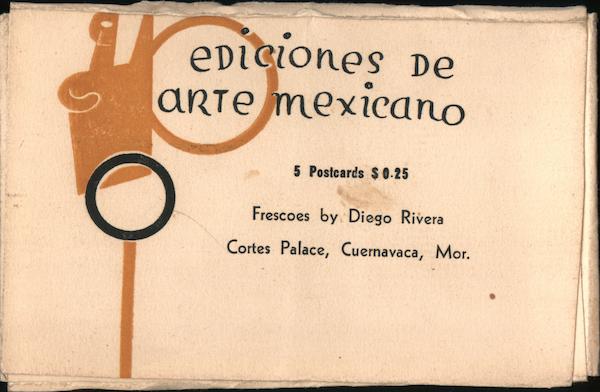 ediciones de
arte mexicano
5 Postcards $0.25
Frescoes by Diego Rivera
Cortes Palace, Cuernavaca, Mor.